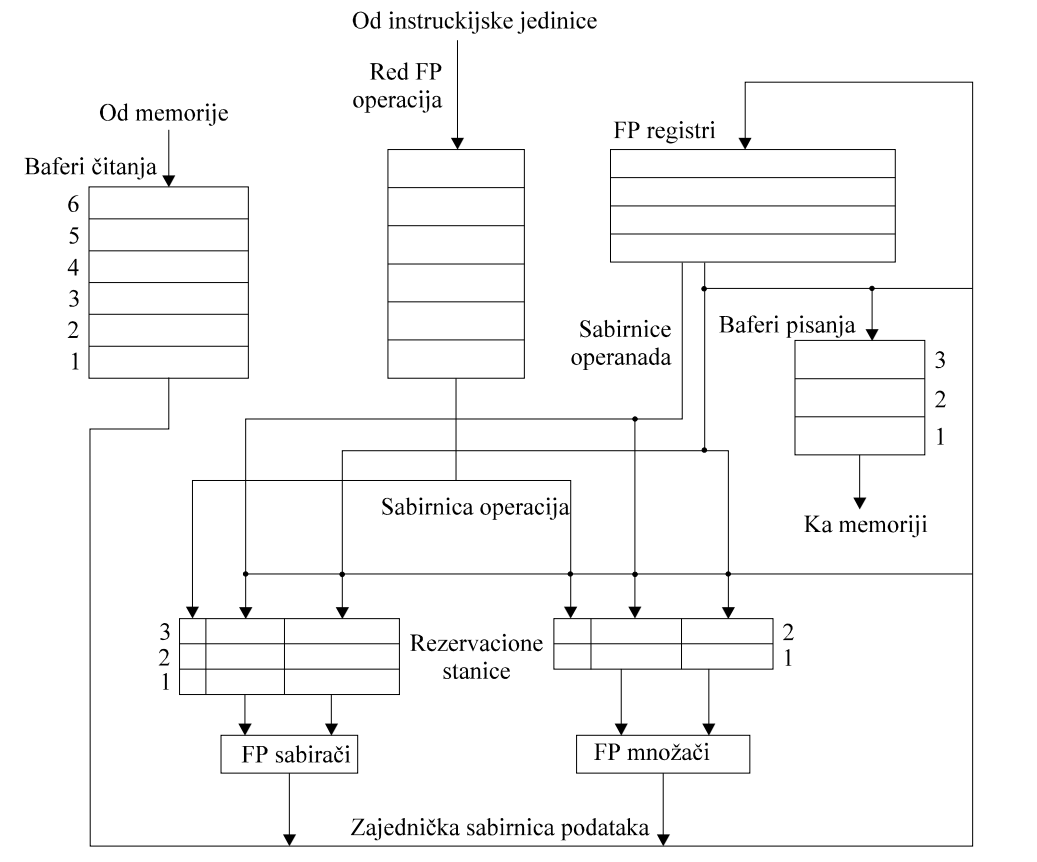 Od instruckijske jedinice
Red FP
operacija
Od memorije
Baferi čitanja
6
5
4
3
2
1
FP registri
Sabirnice
operanada
Baferi pisanja
3
2
1
Ka memoriji
Sabirnica operacija
3
2
1
Rezervacione
stanice
2
1
FP sabirači
FP množači
Zajednička sabirnica podataka